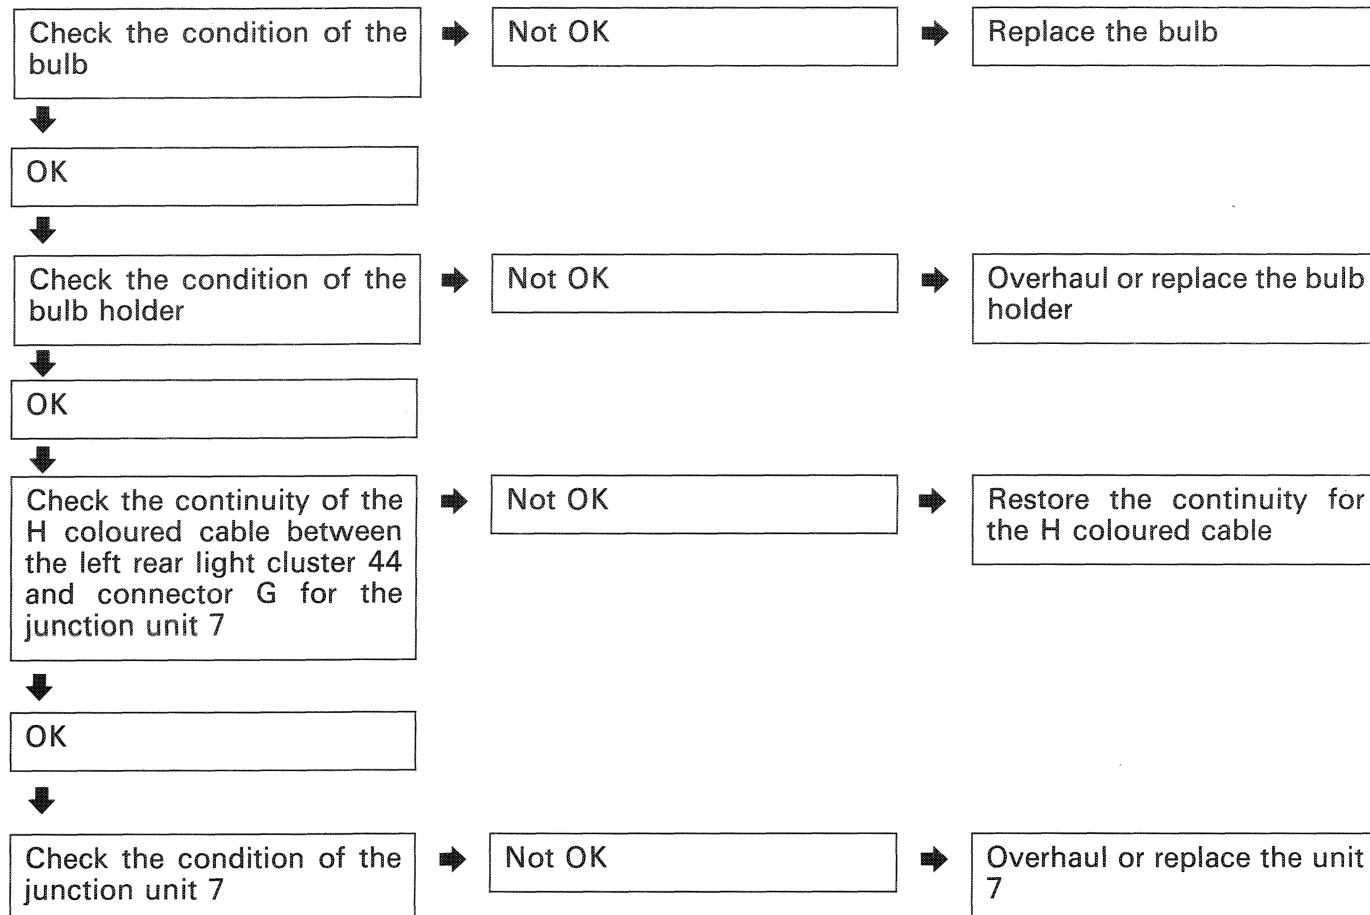 Check the condition of the
bulb
Not OK
Replace the bulb
OK
Check the condition of the
bulb holder
Not OK
Overhaul or replace the bulb
holder
OK
Check the continuity of the
H coloured cable between
the left rear light cluster 44
and connector G for the
junction unit 7
Not OK
Restore the continuity for
the H coloured cable
OK
Check the condition of the
junction unit 7
Not OK
Overhaul or replace the unit
7